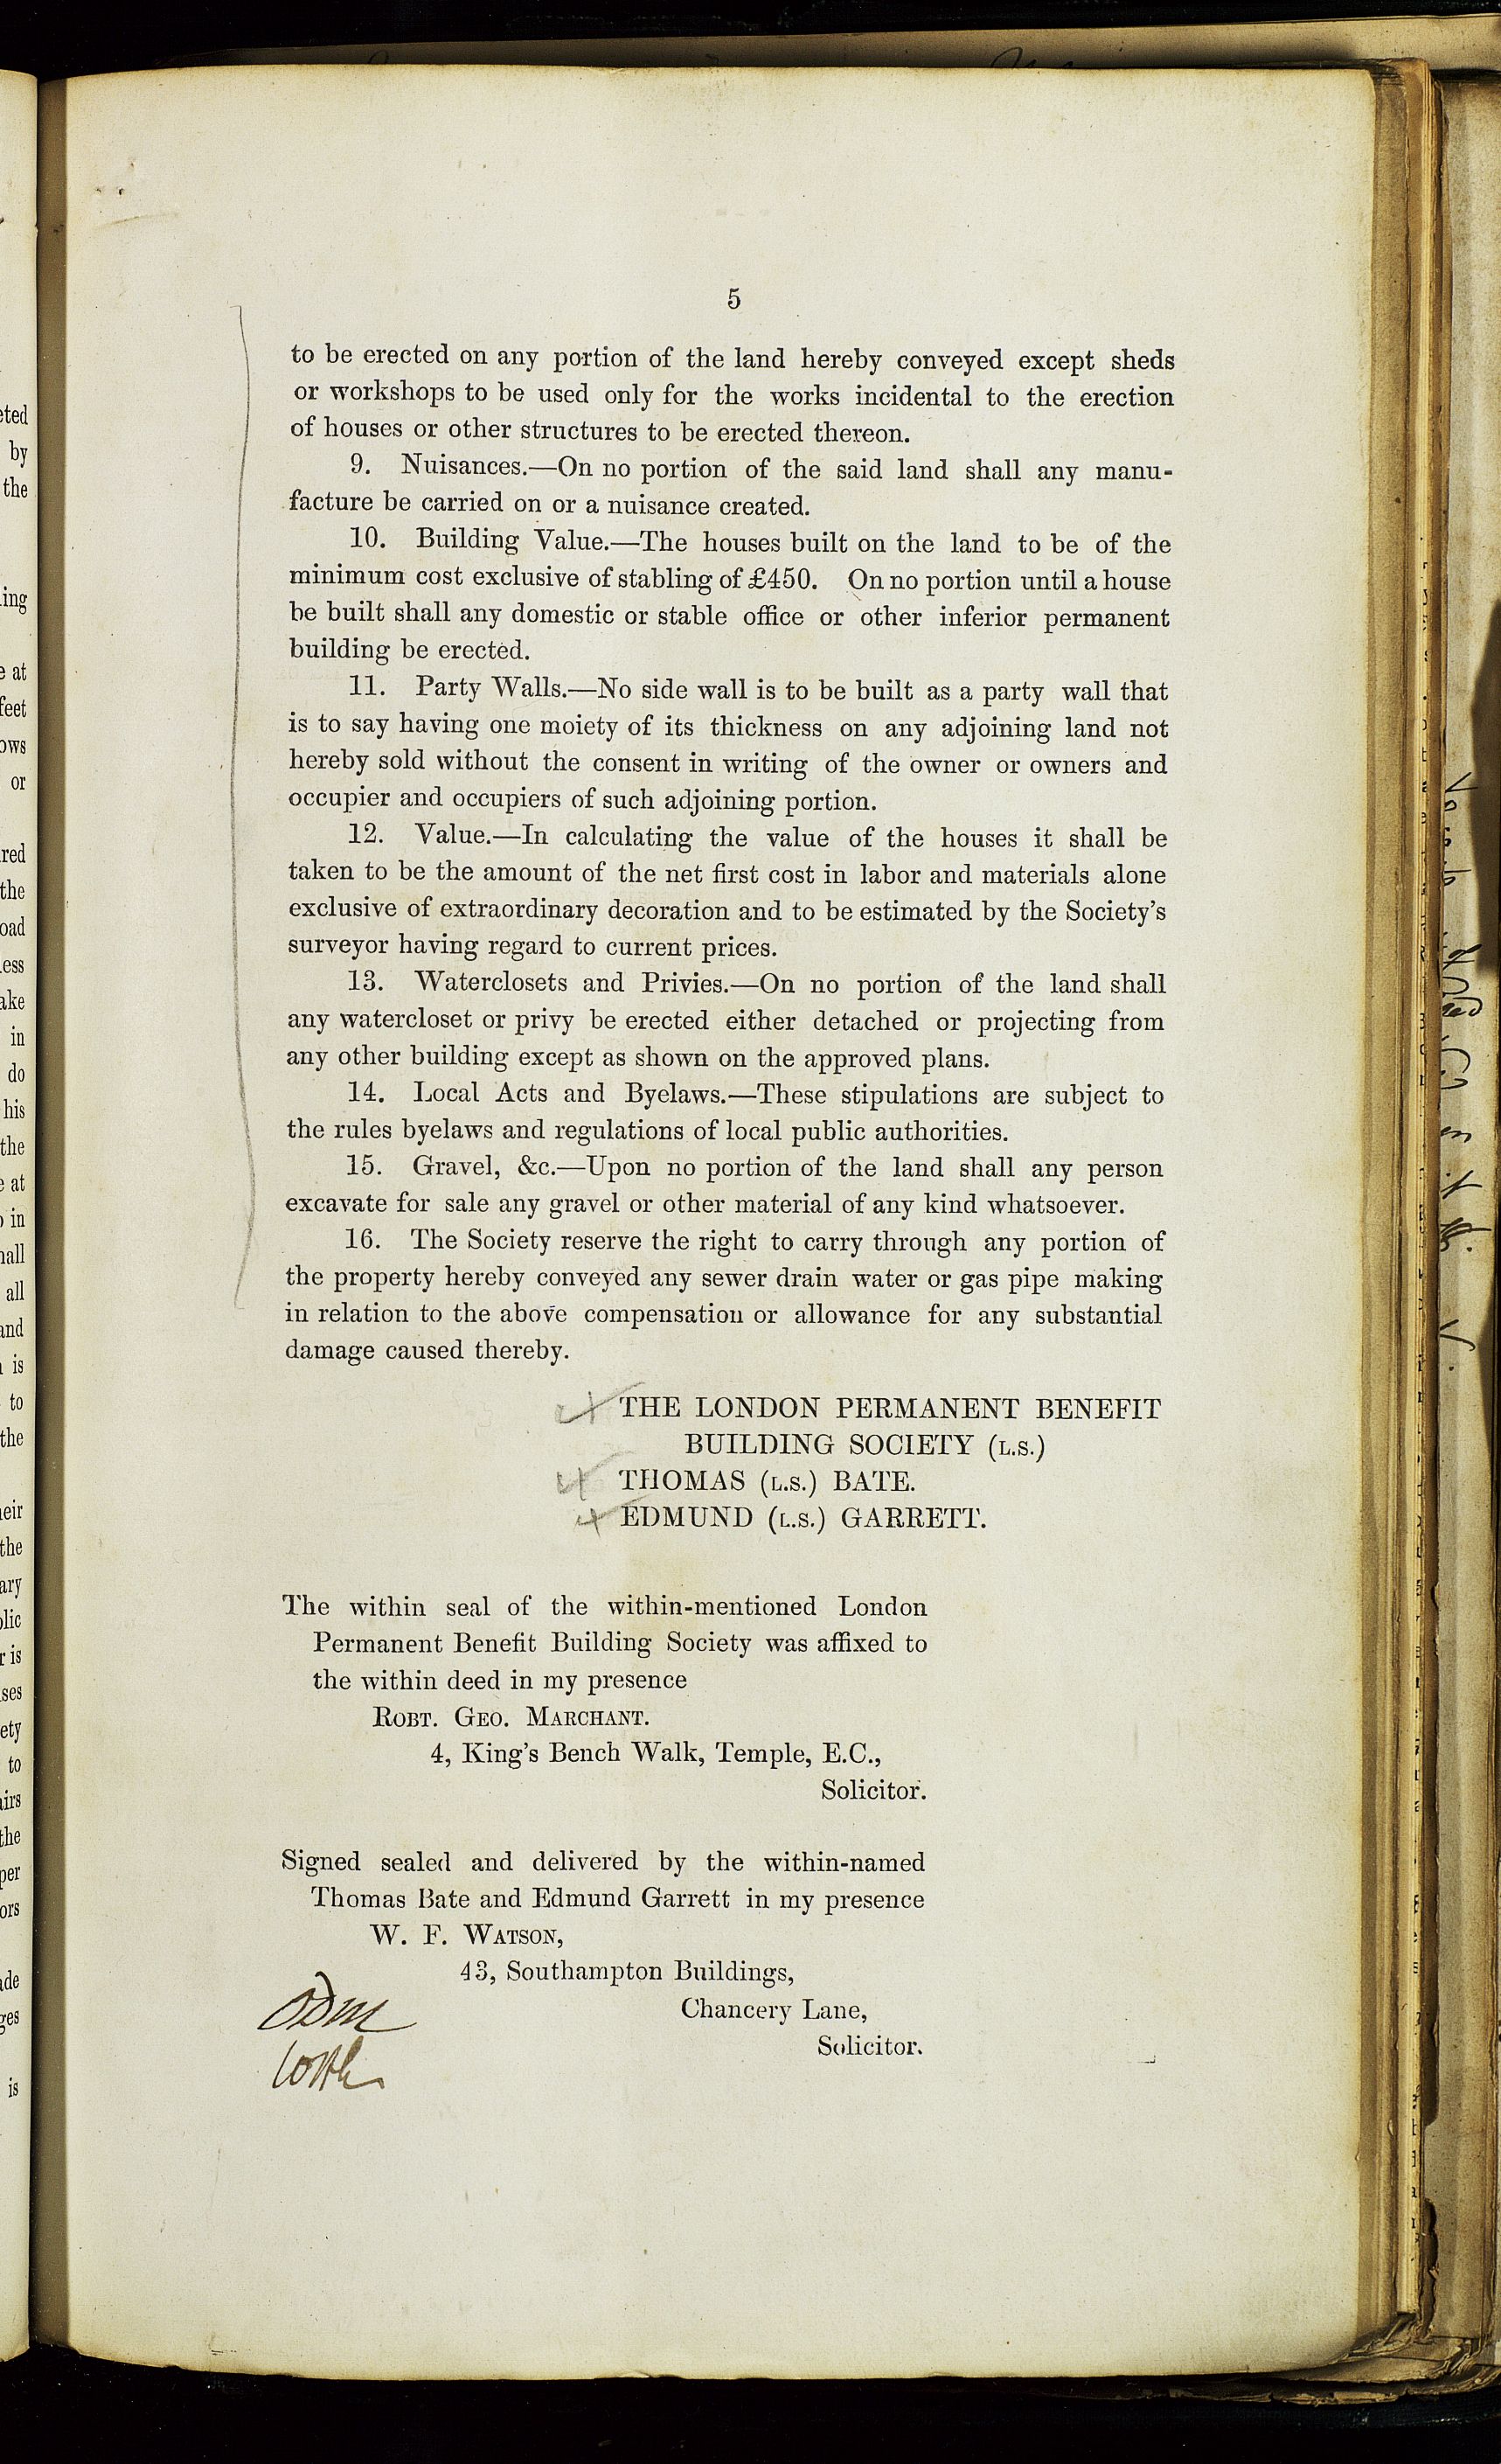 5
to be erected on any portion of the land hereby conveyed except sheds
or workshops to be used only for the works incidental to the erection
of houses or other structures to be erected thereon.
9. Nuisances.—On no portion of the said land shall any manu-
facture be carried on or a nuisance created.
10. Building Value.—The houses built on the land to be of the
minimum cost exclusive of stabling of £450. On no portion until a house
be built shall any domestic or stable office or other inferior permanent
building be erected.
11. Party Walls.—No side wall is to be built as a party wall that
is to say having one moiety of its thickness on any adjoining land not
hereby sold without the consent in writing of the owner or owners and
occupier and occupiers of such adjoining portion.
12. Value.—In calculating the value of the houses it shall be
taken to be the amount of the net first cost in labor and materials alone
exclusive of extraordinary decoration and to be estimated by the Society's
surveyor having regard to current prices.
13. Waterclosets and Privies.—On no portion of the land shall
any watercloset or privy be erected either detached or projecting from
any other building except as shown on the approved plans.
14. Local Acts and Byelaws.—These stipulations are subject to
the rules byelaws and regulations of local public authorities.
15. Gravel, &c.—Upon no portion of the land shall any person
excavate for sale any gravel or other material of any kind whatsoever.
16. The Society reserve the right to carry through any portion of
the property hereby conveyed any sewer drain water or gas pipe making
in relation to the above compensation or allowance for any substantial
damage caused thereby.
THE LONDON PERMANENT BENEFIT
BUILDING SOCIETY (L.S.)
THOMAS (L.S.) BATE.
EDMUND (L.S.) GARRETT.
The within seal of the within-mentioned London
Permanent Benefit Building Society was affixed to
the within deed in my presence
ROBT. GEO. MARCHANT.
4, King's Bench Walk, Temple, E.C.,
Solicitor.
Signed sealed and delivered by the within-named
Thomas Bate and Edmund Garrett in my presence
W. F. WATSON,
43, Southampton Buildings,
Chancery Lane,
Solicitor.